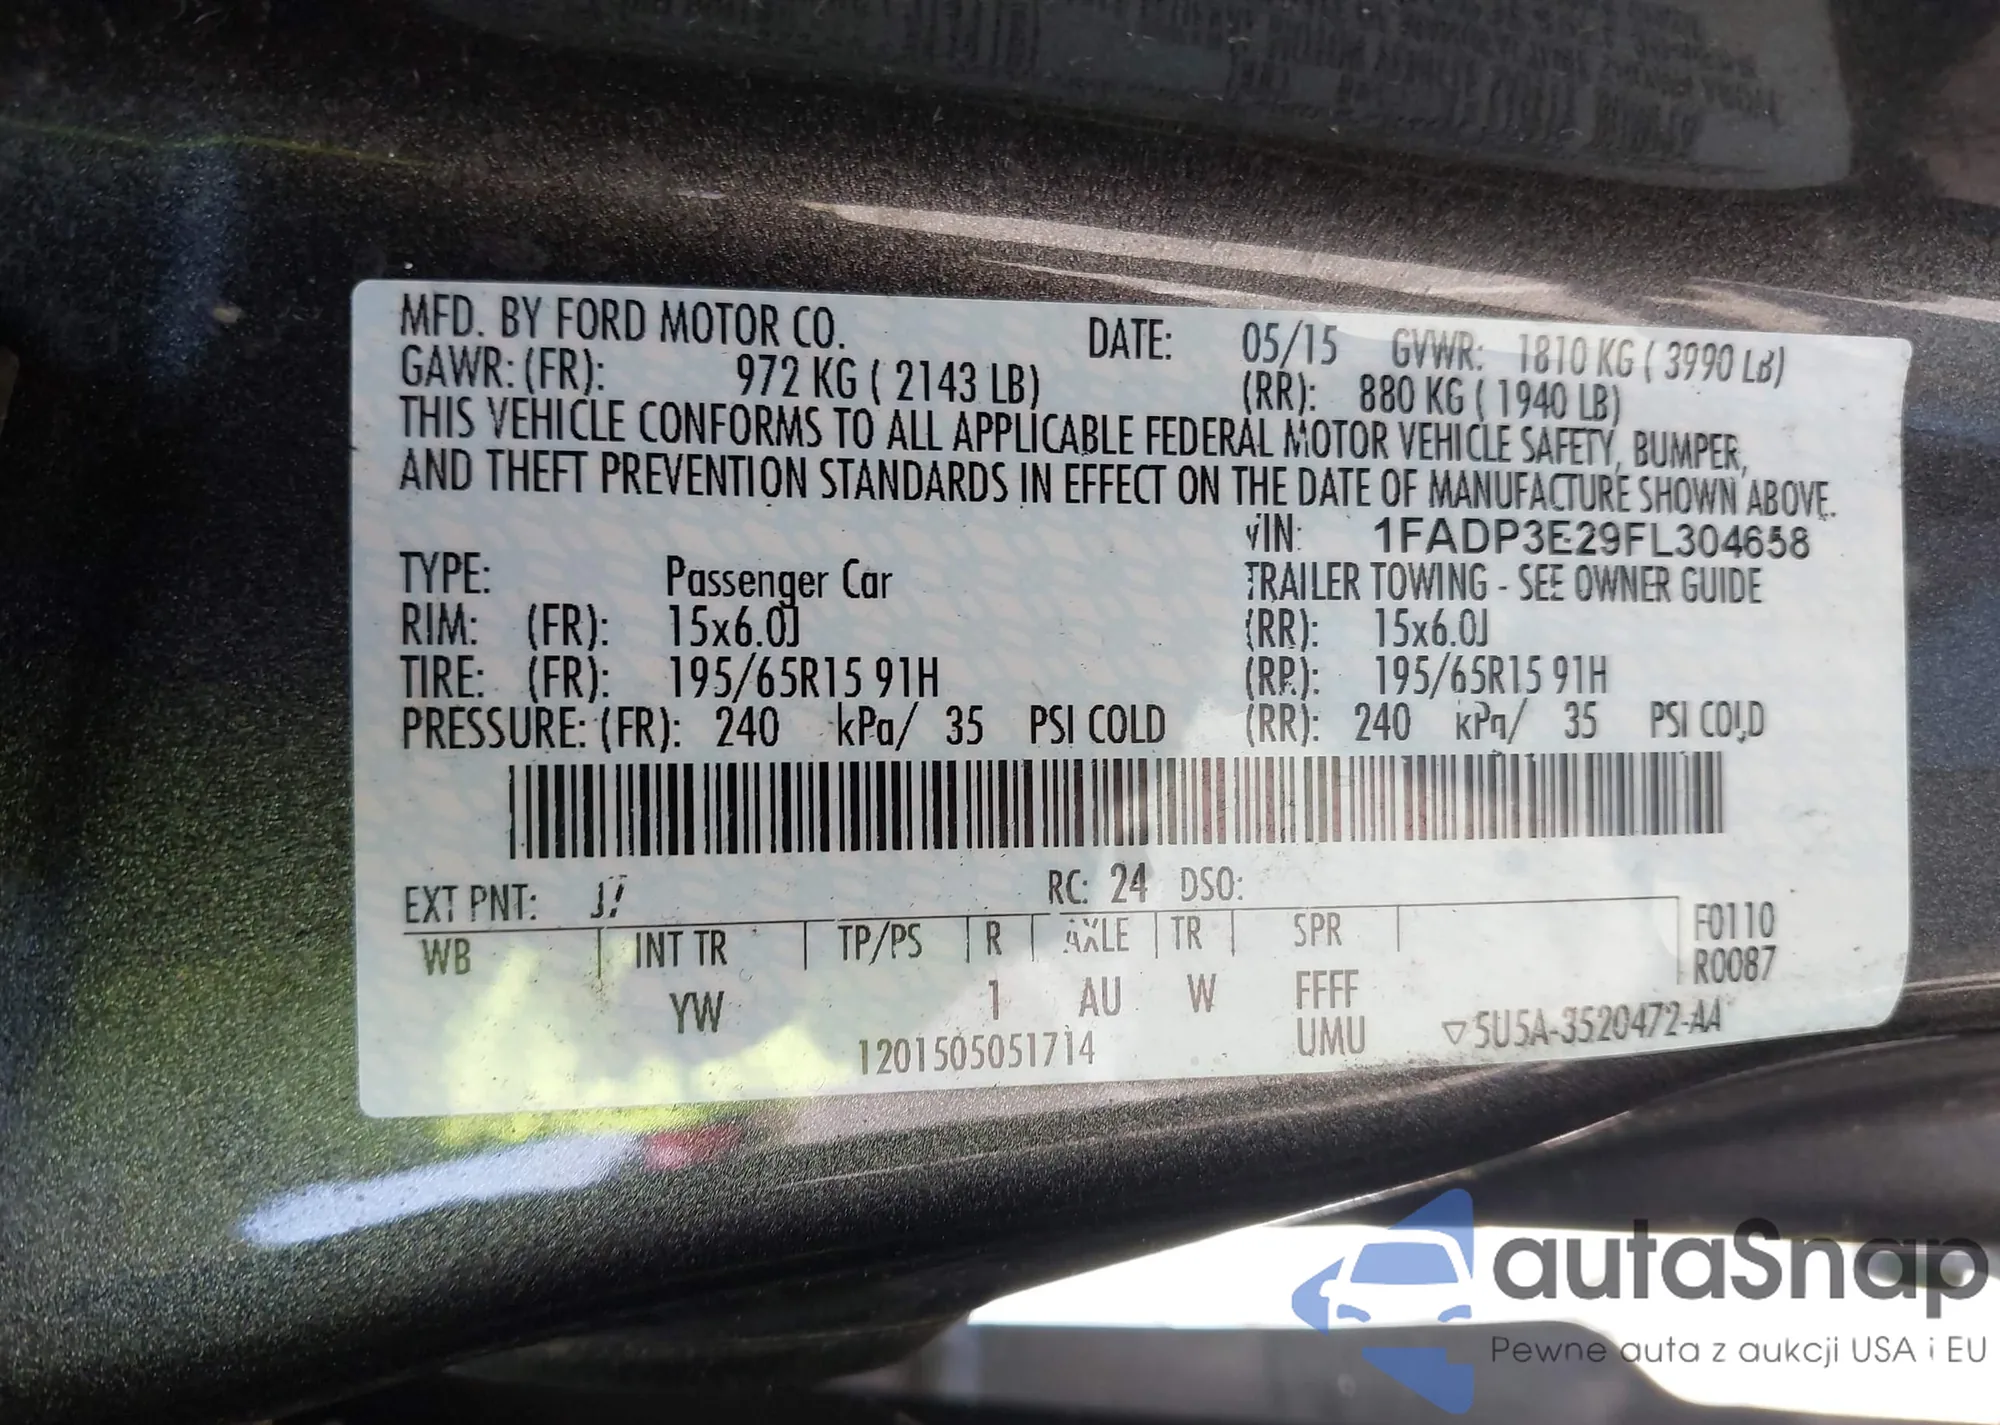 MFD. BY FORD MOTOR CO. DATE: 05/15 GVWR: 1810 KG ( 3990 LB)
GAWR: (FR): 972 KG ( 2143 LB) (RR): 880 KG ( 1940 LB)
THIS VEHICLE CONFORMS TO ALL APPLICABLE FEDERAL MOTOR VEHICLE SAFETY, BUMPER,
AND THEFT PREVENTION STANDARDS IN EFFECT ON THE DATE OF MANUFACTURE SHOWN ABOVE.
VIN: 1FADP3E29FL304658
TYPE: Passenger Car TRAILER TOWING - SEE OWNER GUIDE
RIM: (FR): 15x6.0J (RR): 15x6.0J
TIRE: (FR): 195/65R15 91H (RR): 195/65R15 91H
PRESSURE: (FR): 240 kPa/ 35 PSI COLD (RR): 240 kPa/ 35 PSI COLD
EXT PNT: J7 RC: 24 DSO:
WB INT TR TP/PS R AXLE TR SPR F0110
R0087
YW 1 AU W FFFF
UMU
1201505051714 ▽5U5A-3520472-AA
autaSnap
Pewne auta z aukcji USA i EU